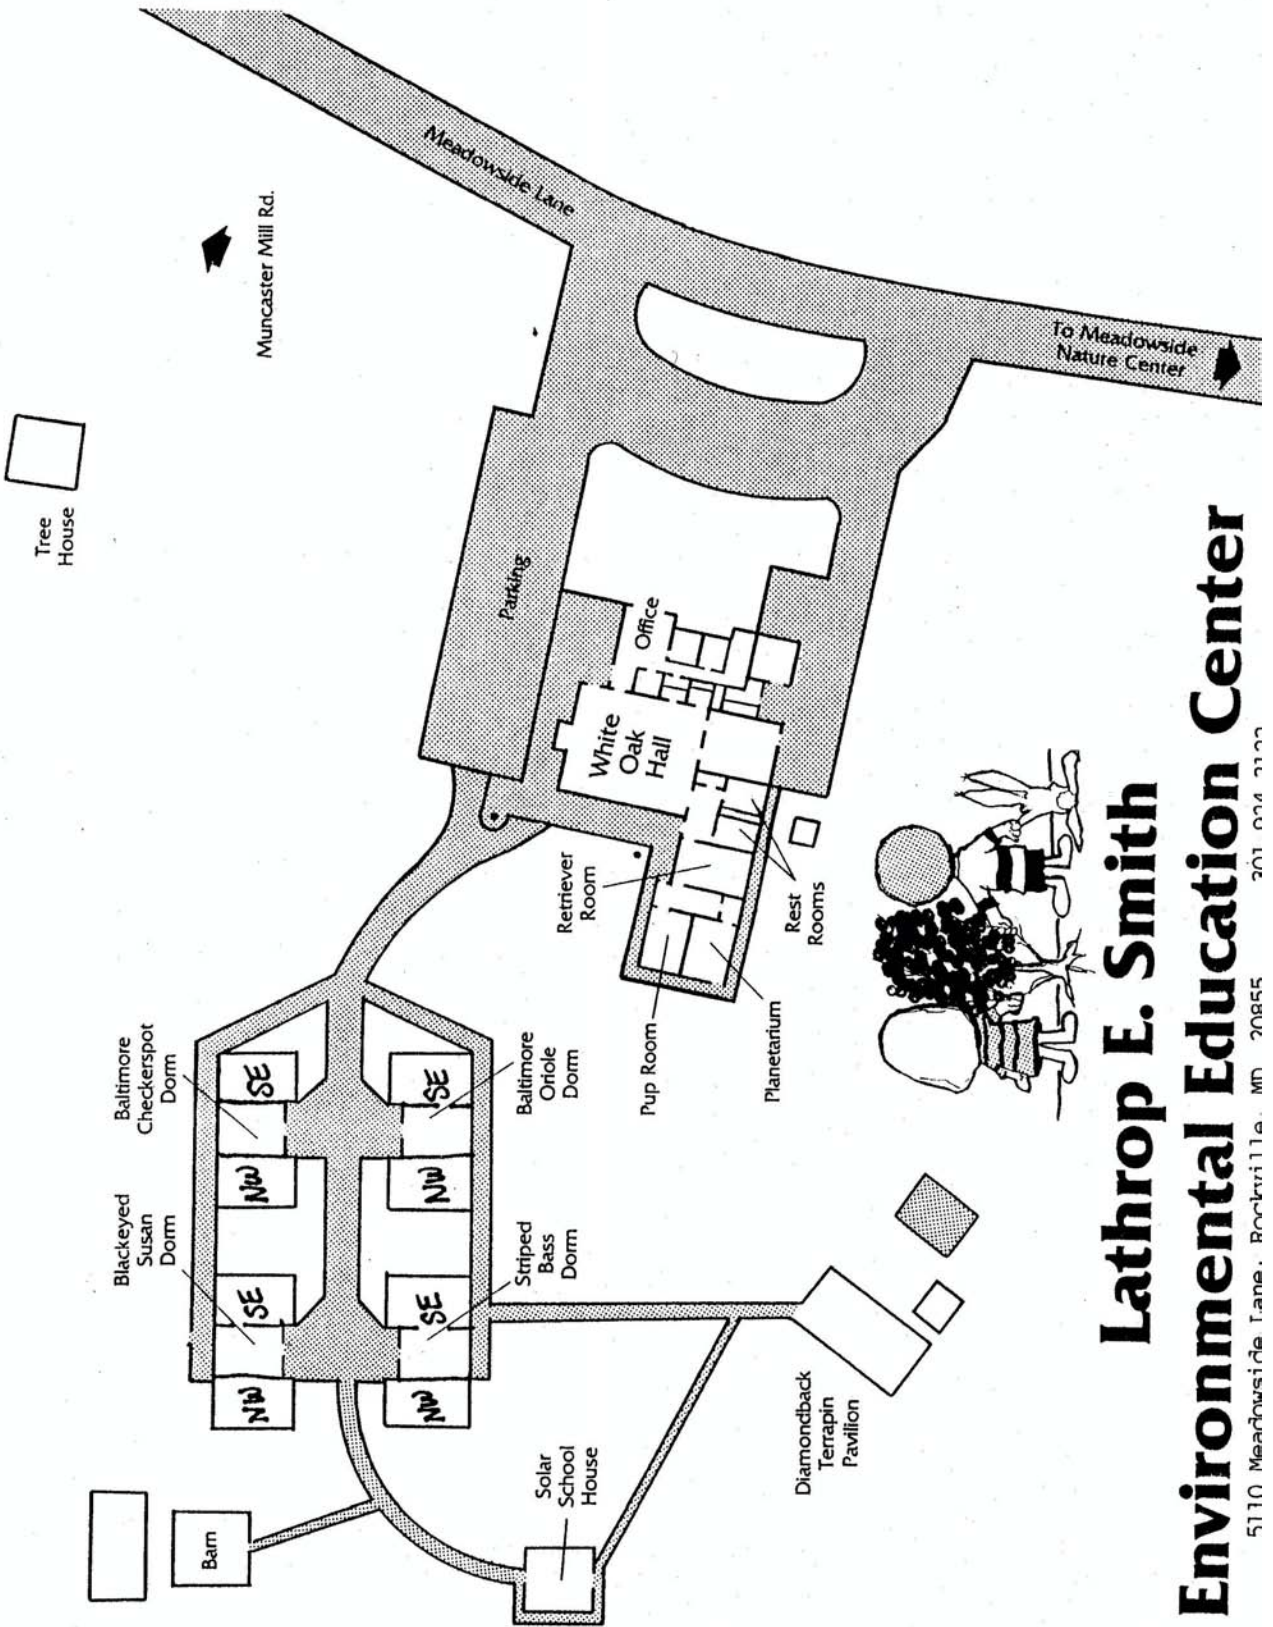 Tree
House
Muncaster Mill Rd.
Meadowside Lane
To Meadowside
Nature Center
Parking
Office
White
Oak
Hall
Retriever
Room
Rest
Rooms
Pup Room
Planetarium
Baltimore
Checkerspot
Dorm
SE
NW
Baltimore
Oriole
Dorm
SE
NW
Blackeyed
Susan
Dorm
SE
NW
Striped
Bass
Dorm
SE
NW
Barn
Solar
School
House
Diamondback
Terrapin
Pavilion
Lathrop E. Smith
Environmental Education Center
5110 Meadowside Lane, Rockville, MD 20855